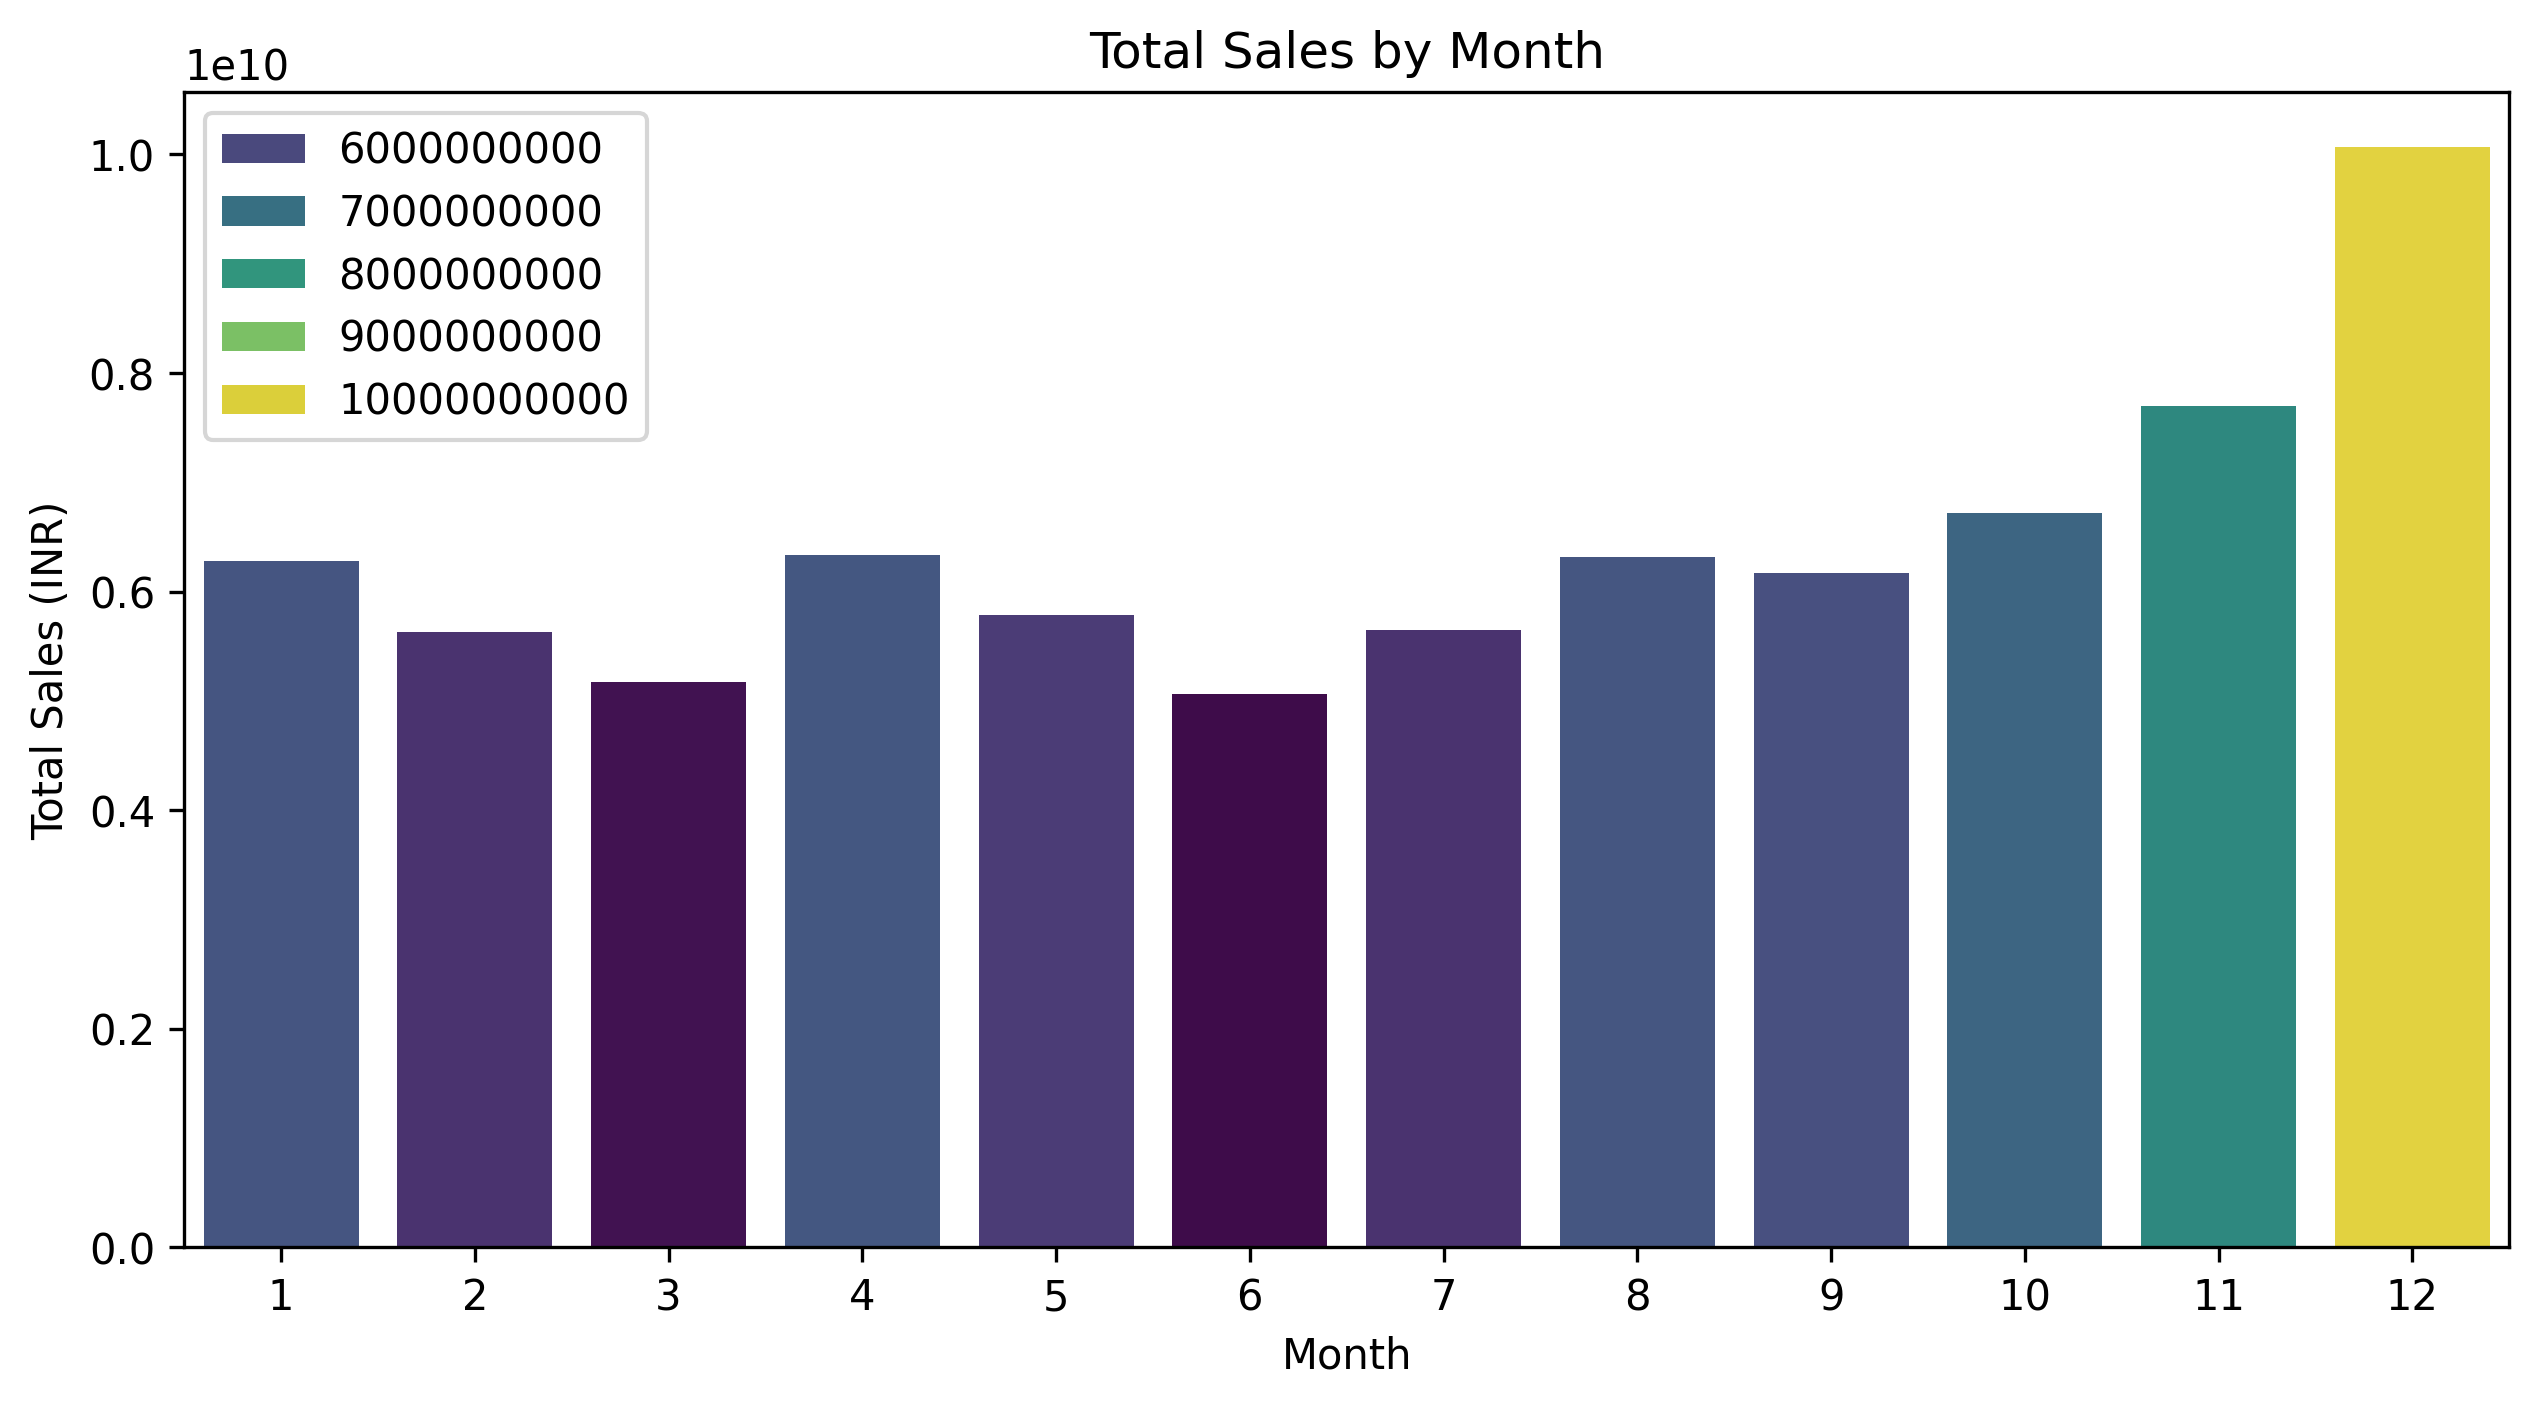 Total Sales by Month
1e10
6000000000
7000000000
8000000000
9000000000
10000000000
1.0
0.8
0.6
0.4
0.2
0.0
Total Sales (INR)
1 2 3 4 5 6 7 8 9 10 11 12
Month